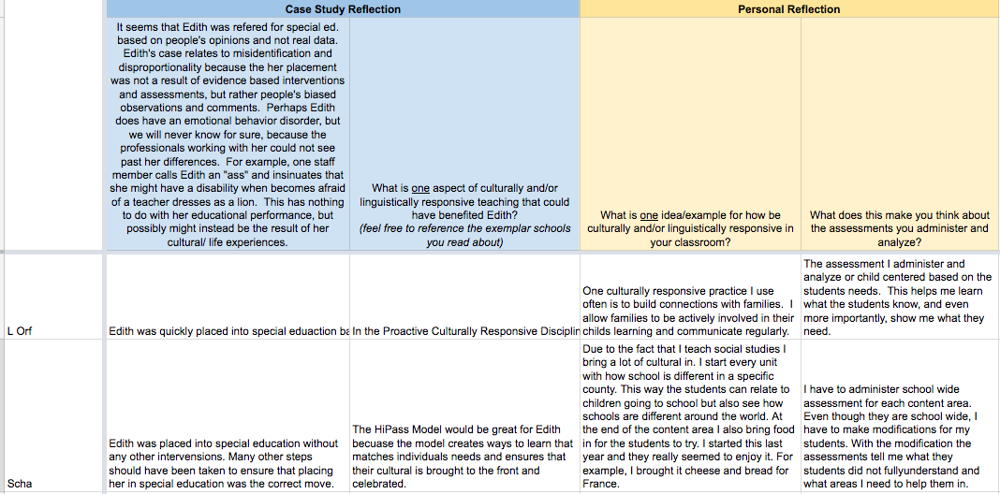 Case Study Reflection
Personal Reflection
It seems that Edith was refered for special ed.
based on people's opinions and not real data.
Edith's case relates to misidentification and
disproportionality because the her placement
was not a result of evidence based interventions
and assessments, but rather people's biased
observations and comments. Perhaps Edith
does have an emotional behavior disorder, but
we will never know for sure, because the
professionals working with her could not see
past her differences. For example, one staff
member calls Edith an "ass" and insinuates that
she might have a disability when becomes afraid
of a teacher dresses as a lion. This has nothing
to do with her educational performance, but
possibly might instead be the result of her
cultural/ life experiences.
What is one aspect of culturally and/or
linguistically responsive teaching that could
have benefited Edith?
(feel free to reference the exemplar schools
you read about)
What is one idea/example for how be
culturally and/or linguistically responsive in
your classroom?
What does this make you think about
the assessments you administer and
analyze?
L Orf
Edith was quickly placed into special eduaction ba
In the Proactive Culturally Responsive Disciplin
One culturally responsive practice I use
often is to build connections with families. I
allow families to be actively involved in their
childs learning and communicate regularly.
The assessment I administer and
analyze or child centered based on the
students needs. This helps me learn
what the students know, and even
more importantly, show me what they
need.
Scha
Edith was placed into special education without
any other intervensions. Many other steps
should have been taken to ensure that placing
her in special education was the correct move.
The HiPass Model would be great for Edith
becuase the model creates ways to learn that
matches individuals needs and ensures that
their cultural is brought to the front and
celebrated.
Due to the fact that I teach social studies I
bring a lot of cultural in. I start every unit
with how school is different in a specific
county. This way the students can relate to
children going to school but also see how
schools are different around the world. At
the end of the content area I also bring food
in for the students to try. I started this last
year and they really seemed to enjoy it. For
example, I brought it cheese and bread for
France.
I have to administer school wide
assessment for each content area.
Even though they are school wide, I
have to make modifications for my
students. With the modification the
assessments tell me what they
students did not fullyunderstand and
what areas I need to help them in.